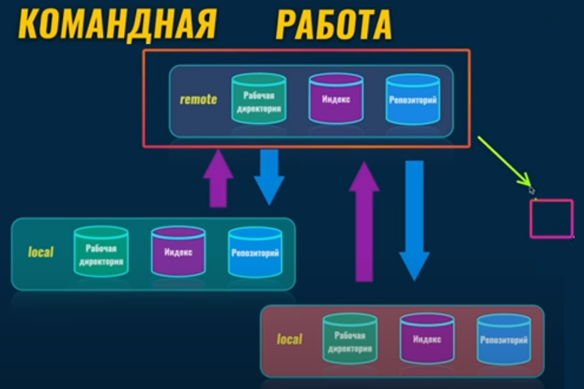 КОМАНДНАЯ РАБОТА
remote
Рабочая
директория
Индекс
Репозиторий
local
Рабочая
директория
Индекс
Репозиторий
local
Рабочая
директория
Индекс
Репозиторий